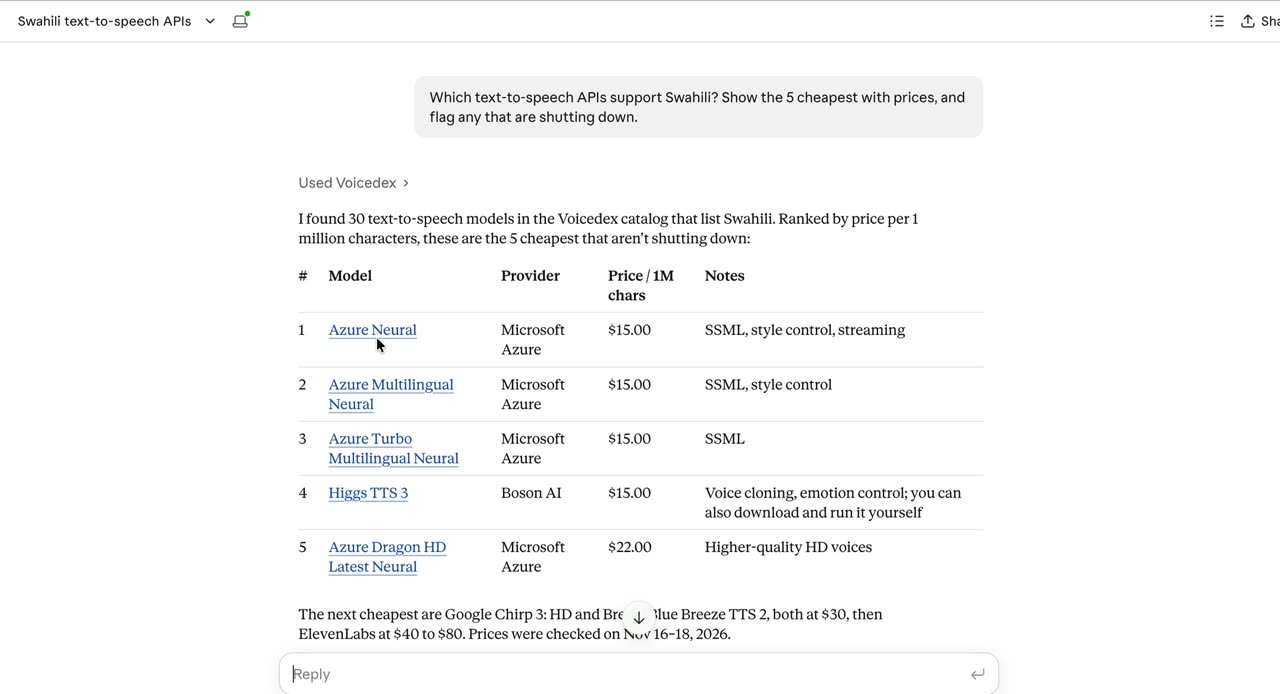 Swahili text-to-speech APIs
Sha
Which text-to-speech APIs support Swahili? Show the 5 cheapest with prices, and
flag any that are shutting down.
Used Voicedex
I found 30 text-to-speech models in the Voicedex catalog that list Swahili. Ranked by price per 1
million characters, these are the 5 cheapest that aren't shutting down:
# Model Provider Price / 1M
chars Notes
1 Azure Neural Microsoft
Azure $15.00 SSML, style control, streaming
2 Azure Multilingual
Neural Microsoft
Azure $15.00 SSML, style control
3 Azure Turbo
Multilingual Neural Microsoft
Azure $15.00 SSML
4 Higgs TTS 3 Boson AI $15.00 Voice cloning, emotion control; you can
also download and run it yourself
5 Azure Dragon HD
Latest Neural Microsoft
Azure $22.00 Higher-quality HD voices
The next cheapest are Google Chirp 3: HD and Blue Breeze TTS 2, both at $30, then
ElevenLabs at $40 to $80. Prices were checked on Nov 16–18, 2026.
Reply